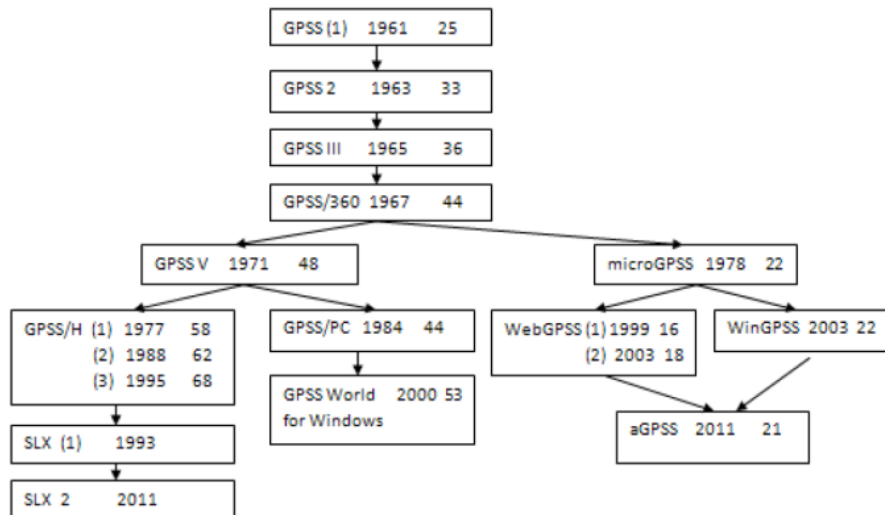 GPSS (1) 1961 25
GPSS 2 1963 33
GPSS III 1965 36
GPSS/360 1967 44
GPSS V 1971 48
microGPSS 1978 22
GPSS/H (1) 1977 58
(2) 1988 62
(3) 1995 68
GPSS/PC 1984 44
WebGPSS (1) 1999 16
(2) 2003 18
WinGPSS 2003 22
GPSS World 2000 53
for Windows
aGPSS 2011 21
SLX (1) 1993
SLX 2 2011